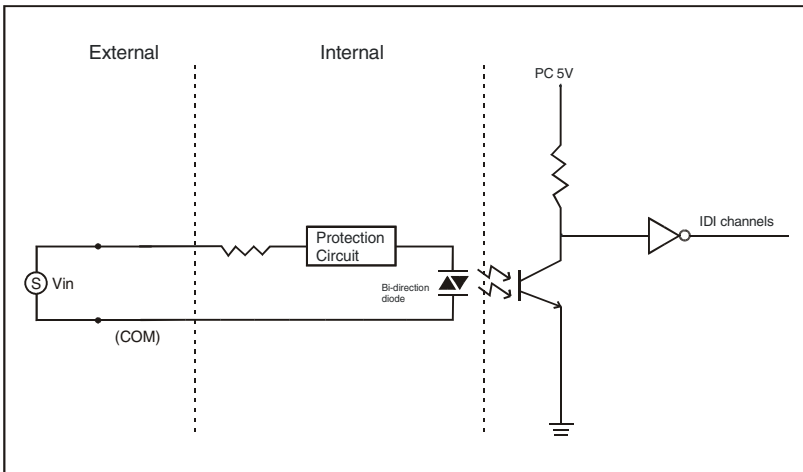 External
Internal
PC 5V
IDI channels
Protection
Circuit
S
Vin
Bi-direction
diode
(COM)